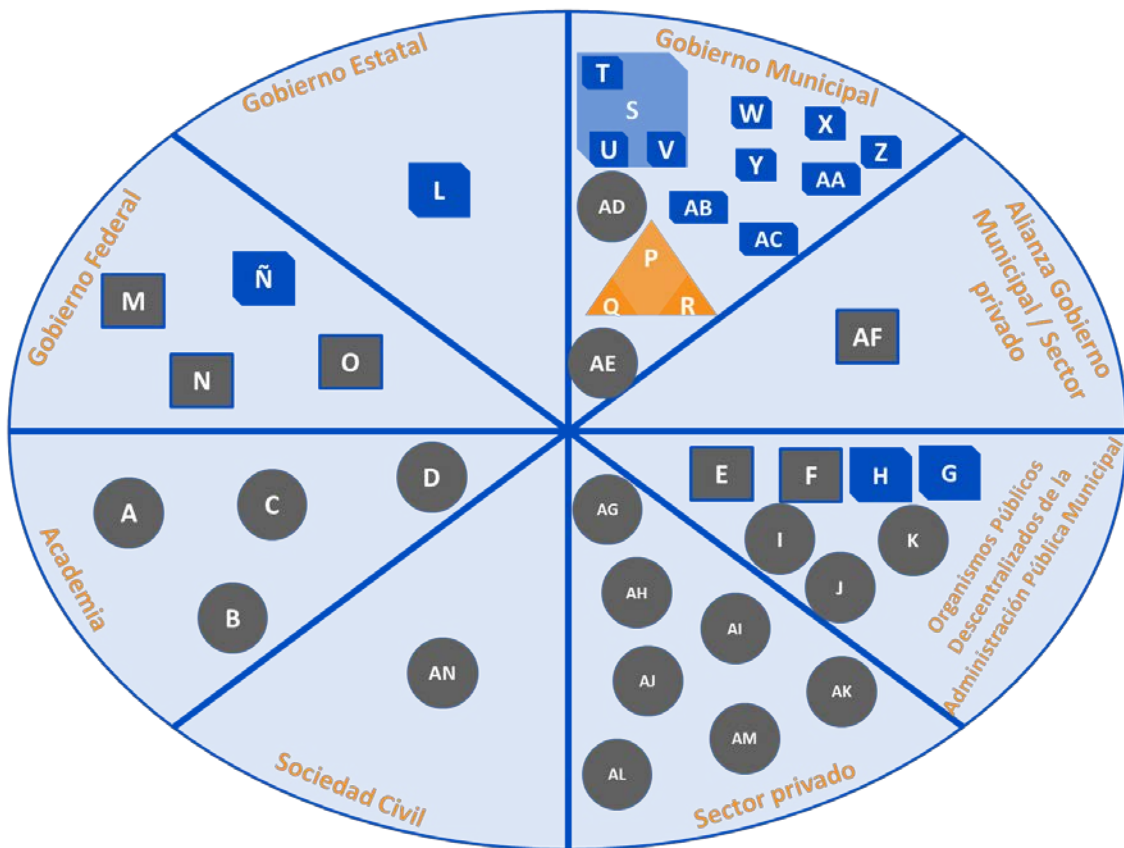 Gobierno Estatal
Gobierno Municipal
T
S
U
V
W
X
Y
Z
AA
AB
AC
AD
P
Q
R
AE
L
Gobierno Federal
M
Ñ
N
O
Alianza Gobierno
Municipal / Sector
privado
AF
Academia
A
C
D
B
E
F
H
G
I
K
J
Organismos Públicos
Descentralizados de la
Administración Pública Municipal
Sociedad Civil
AN
AG
AH
AI
AJ
AK
AM
AL
Sector privado